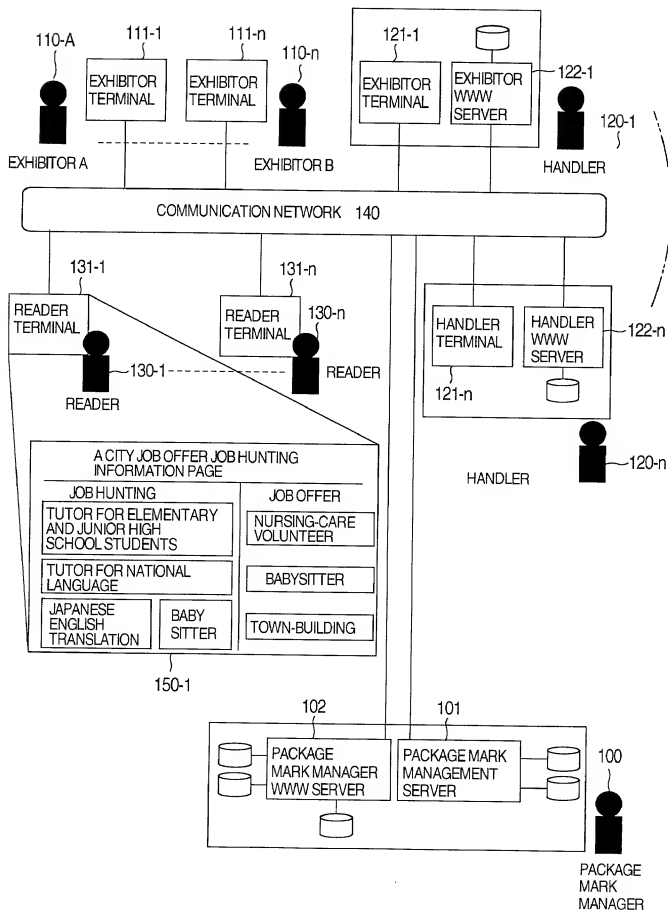 110-A
111-1
111-n
110-n
121-1
122-1
120-1
EXHIBITOR
TERMINAL
EXHIBITOR
TERMINAL
EXHIBITOR
TERMINAL
EXHIBITOR
WWW
SERVER
EXHIBITOR A
EXHIBITOR B
HANDLER
COMMUNICATION NETWORK 140
131-1
131-n
130-n
READER
TERMINAL
READER
TERMINAL
HANDLER
TERMINAL
HANDLER
WWW
SERVER
122-n
130-1
READER
READER
121-n
120-n
HANDLER
A CITY JOB OFFER JOB HUNTING
INFORMATION PAGE
JOB HUNTING
TUTOR FOR ELEMENTARY
AND JUNIOR HIGH
SCHOOL STUDENTS
TUTOR FOR NATIONAL
LANGUAGE
JAPANESE
ENGLISH
TRANSLATION
BABY
SITTER
JOB OFFER
NURSING-CARE
VOLUNTEER
BABYSITTER
TOWN-BUILDING
150-1
102
101
100
PACKAGE
MARK MANAGER
WWW SERVER
PACKAGE MARK
MANAGEMENT
SERVER
PACKAGE
MARK
MANAGER